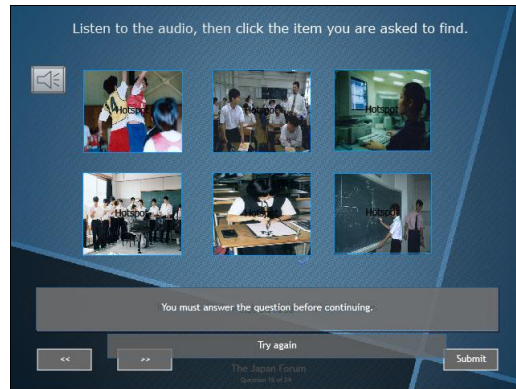 Listen to the audio, then click the item you are asked to find.
Hotspot
Hotspot
Hotspot
Hotspot
Hotspot
Hotspot
You must answer the question before continuing.
Try again
<<
>>
Submit
The Japan Forum